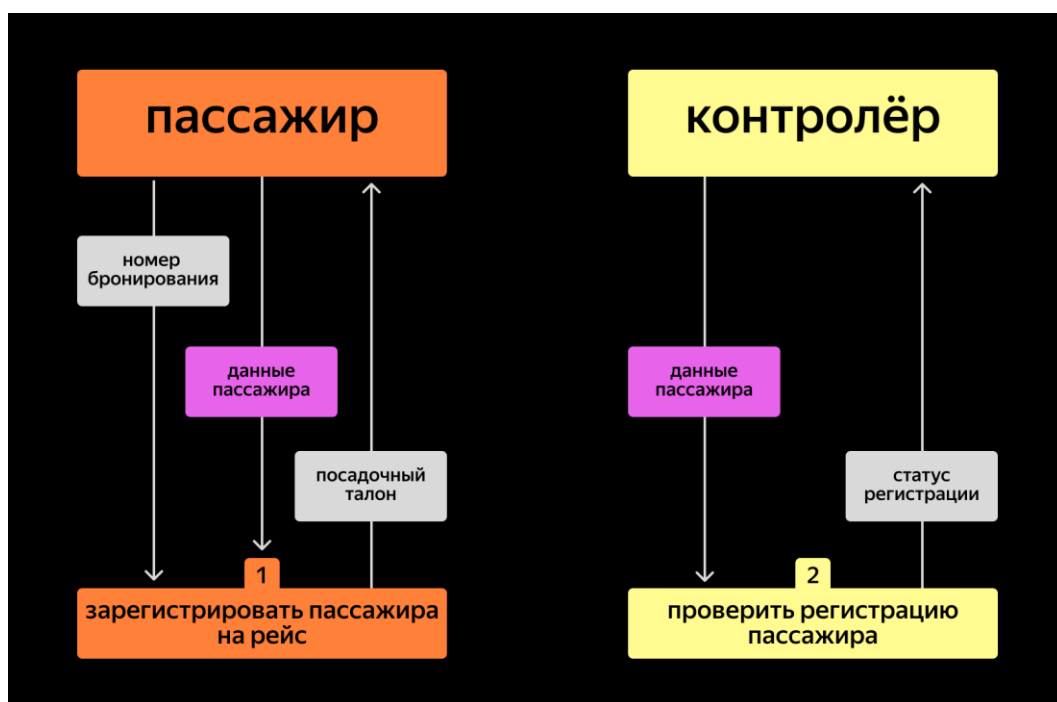 пассажир
контролёр
номер
бронирования
данные
пассажира
данные
пассажира
посадочный
талон
статус
регистрации
1
зарегистрировать пассажира
на рейс
2
проверить регистрацию
пассажира